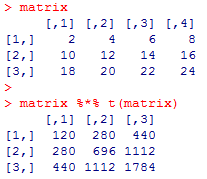 > matrix
     [,1] [,2] [,3] [,4]
[1,]    2    4    6    8
[2,]   10   12   14   16
[3,]   18   20   22   24
>
> matrix %*% t(matrix)
     [,1] [,2] [,3]
[1,]  120  280  440
[2,]  280  696 1112
[3,]  440 1112 1784